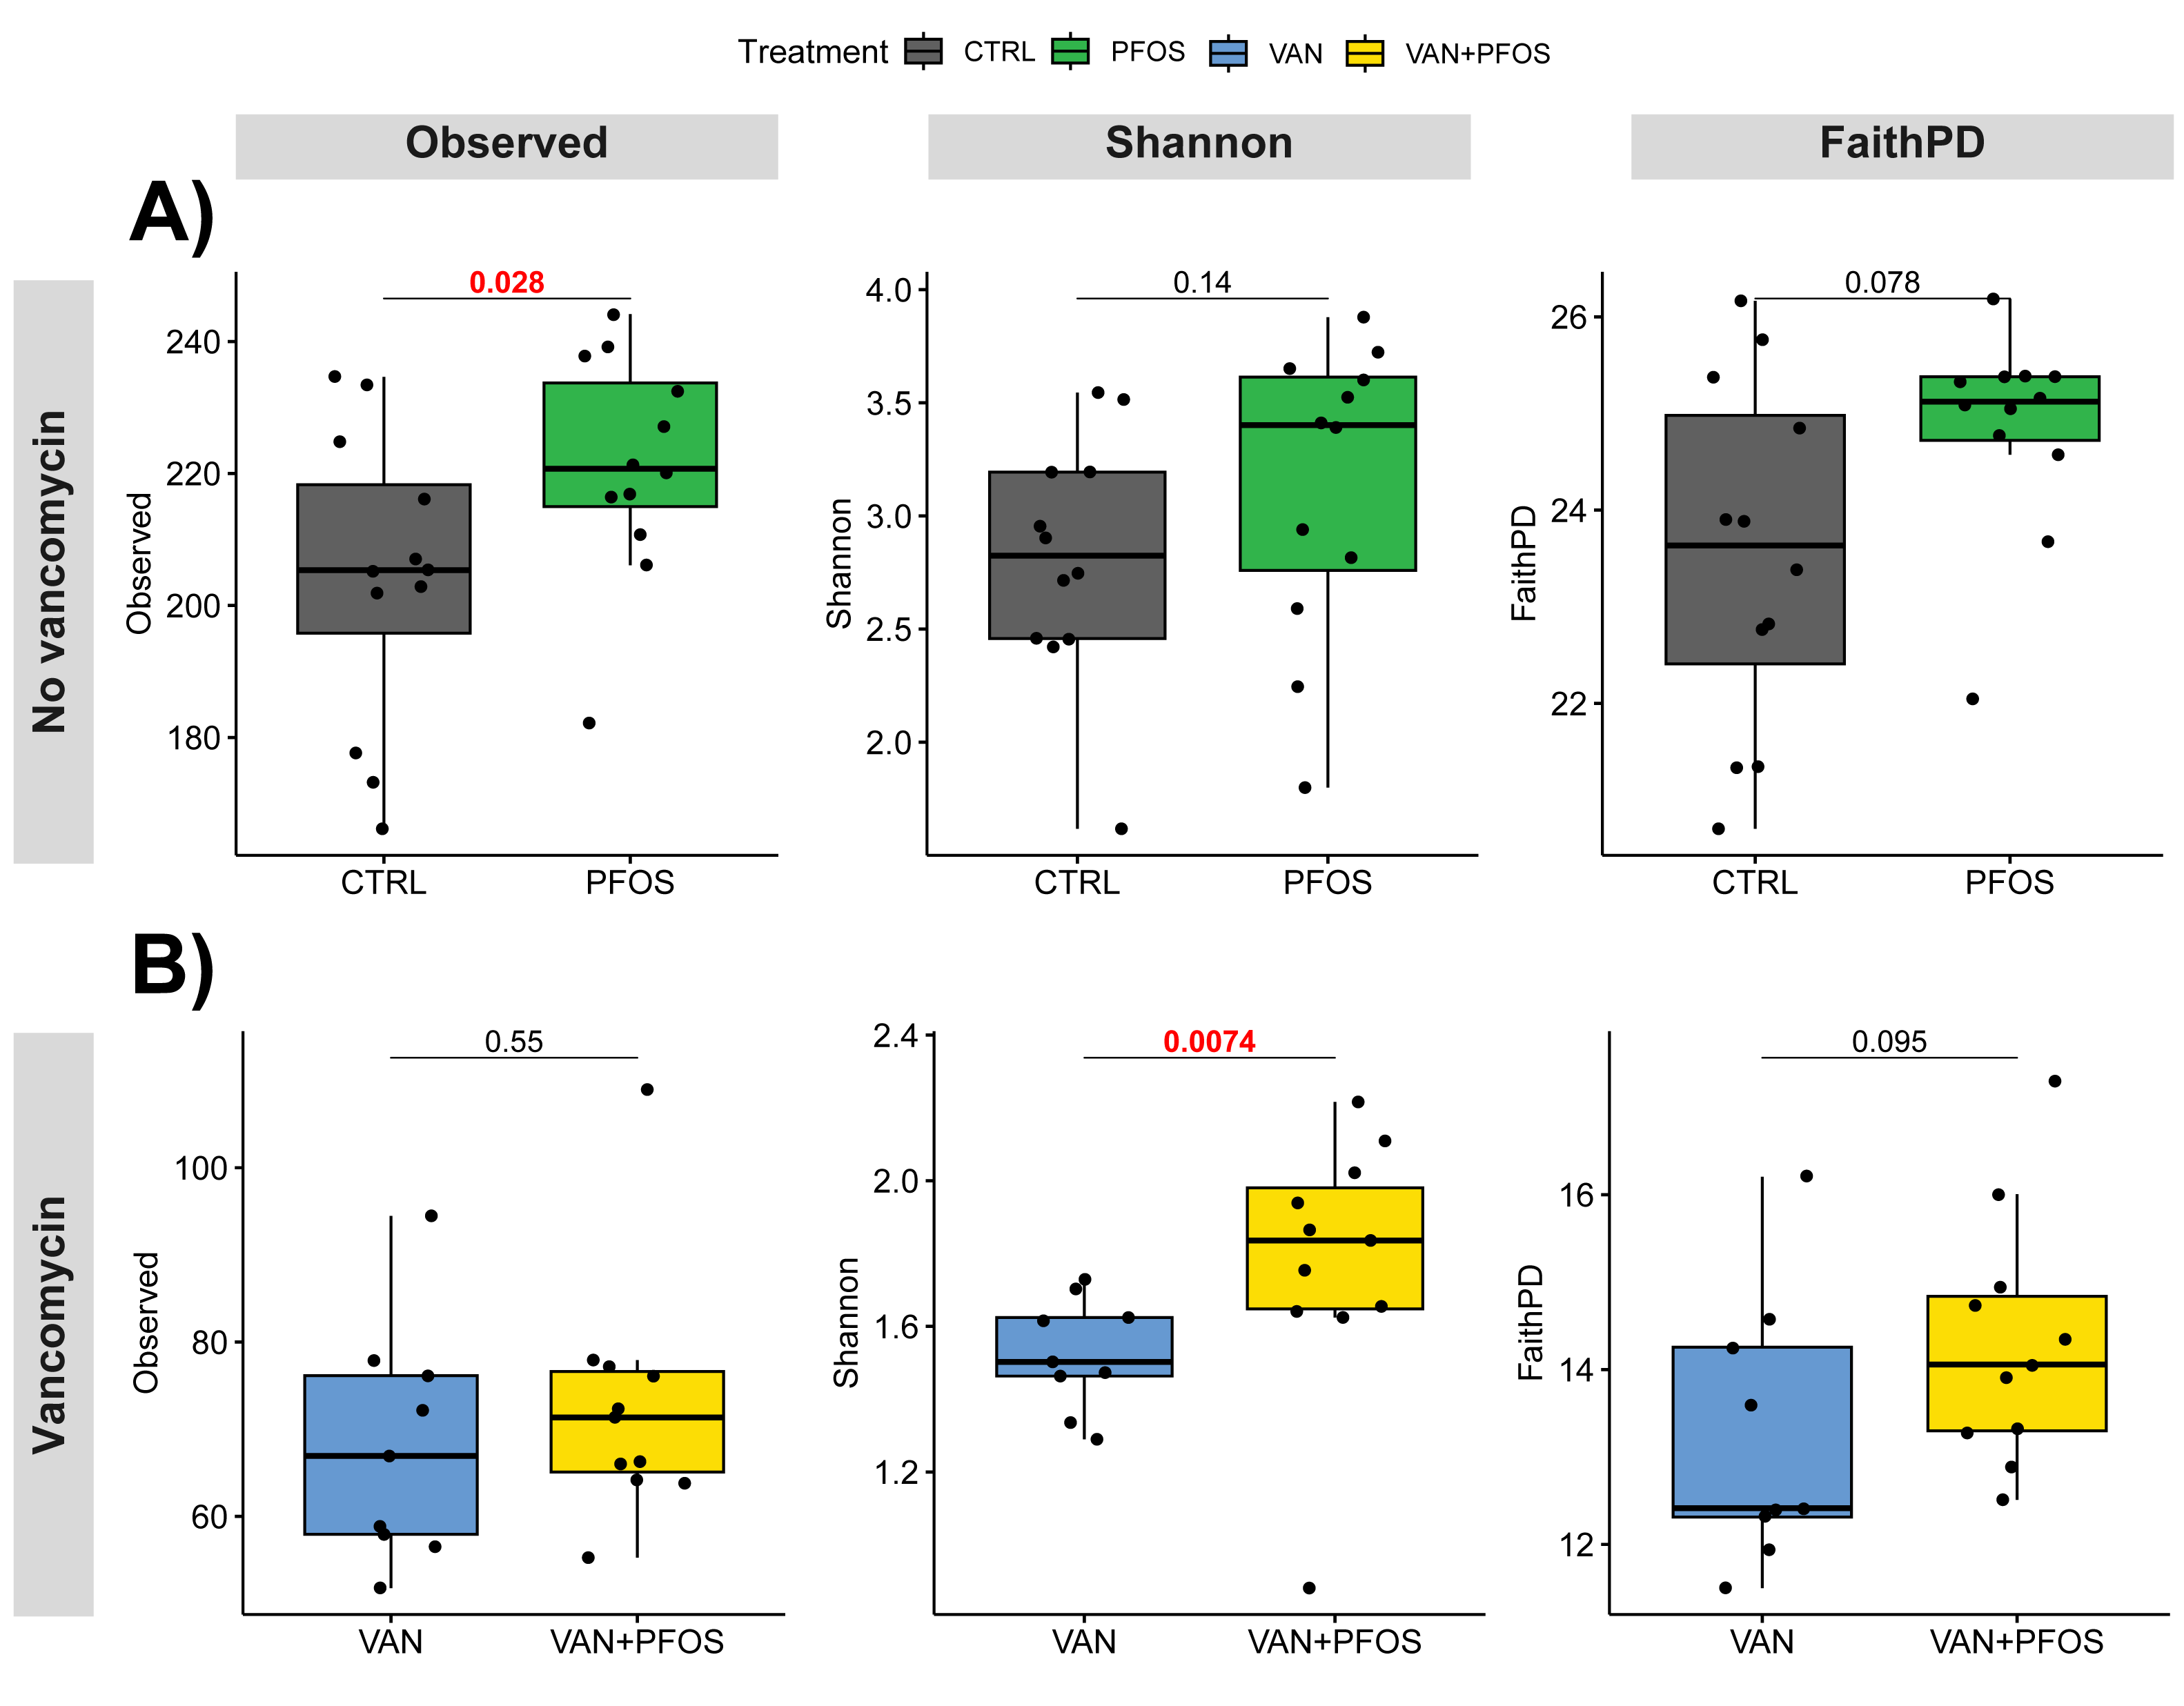 Treatment CTRL PFOS VAN VAN+PFOS
Observed Shannon FaithPD
A)
No vancomycin
Observed
240
220
200
180
0.028
CTRL PFOS
Shannon
4.0
3.5
3.0
2.5
2.0
0.14
CTRL PFOS
FaithPD
26
24
22
0.078
CTRL PFOS
B)
Vancomycin
Observed
100
80
60
0.55
VAN VAN+PFOS
Shannon
2.4
2.0
1.6
1.2
0.0074
VAN VAN+PFOS
FaithPD
16
14
12
0.095
VAN VAN+PFOS